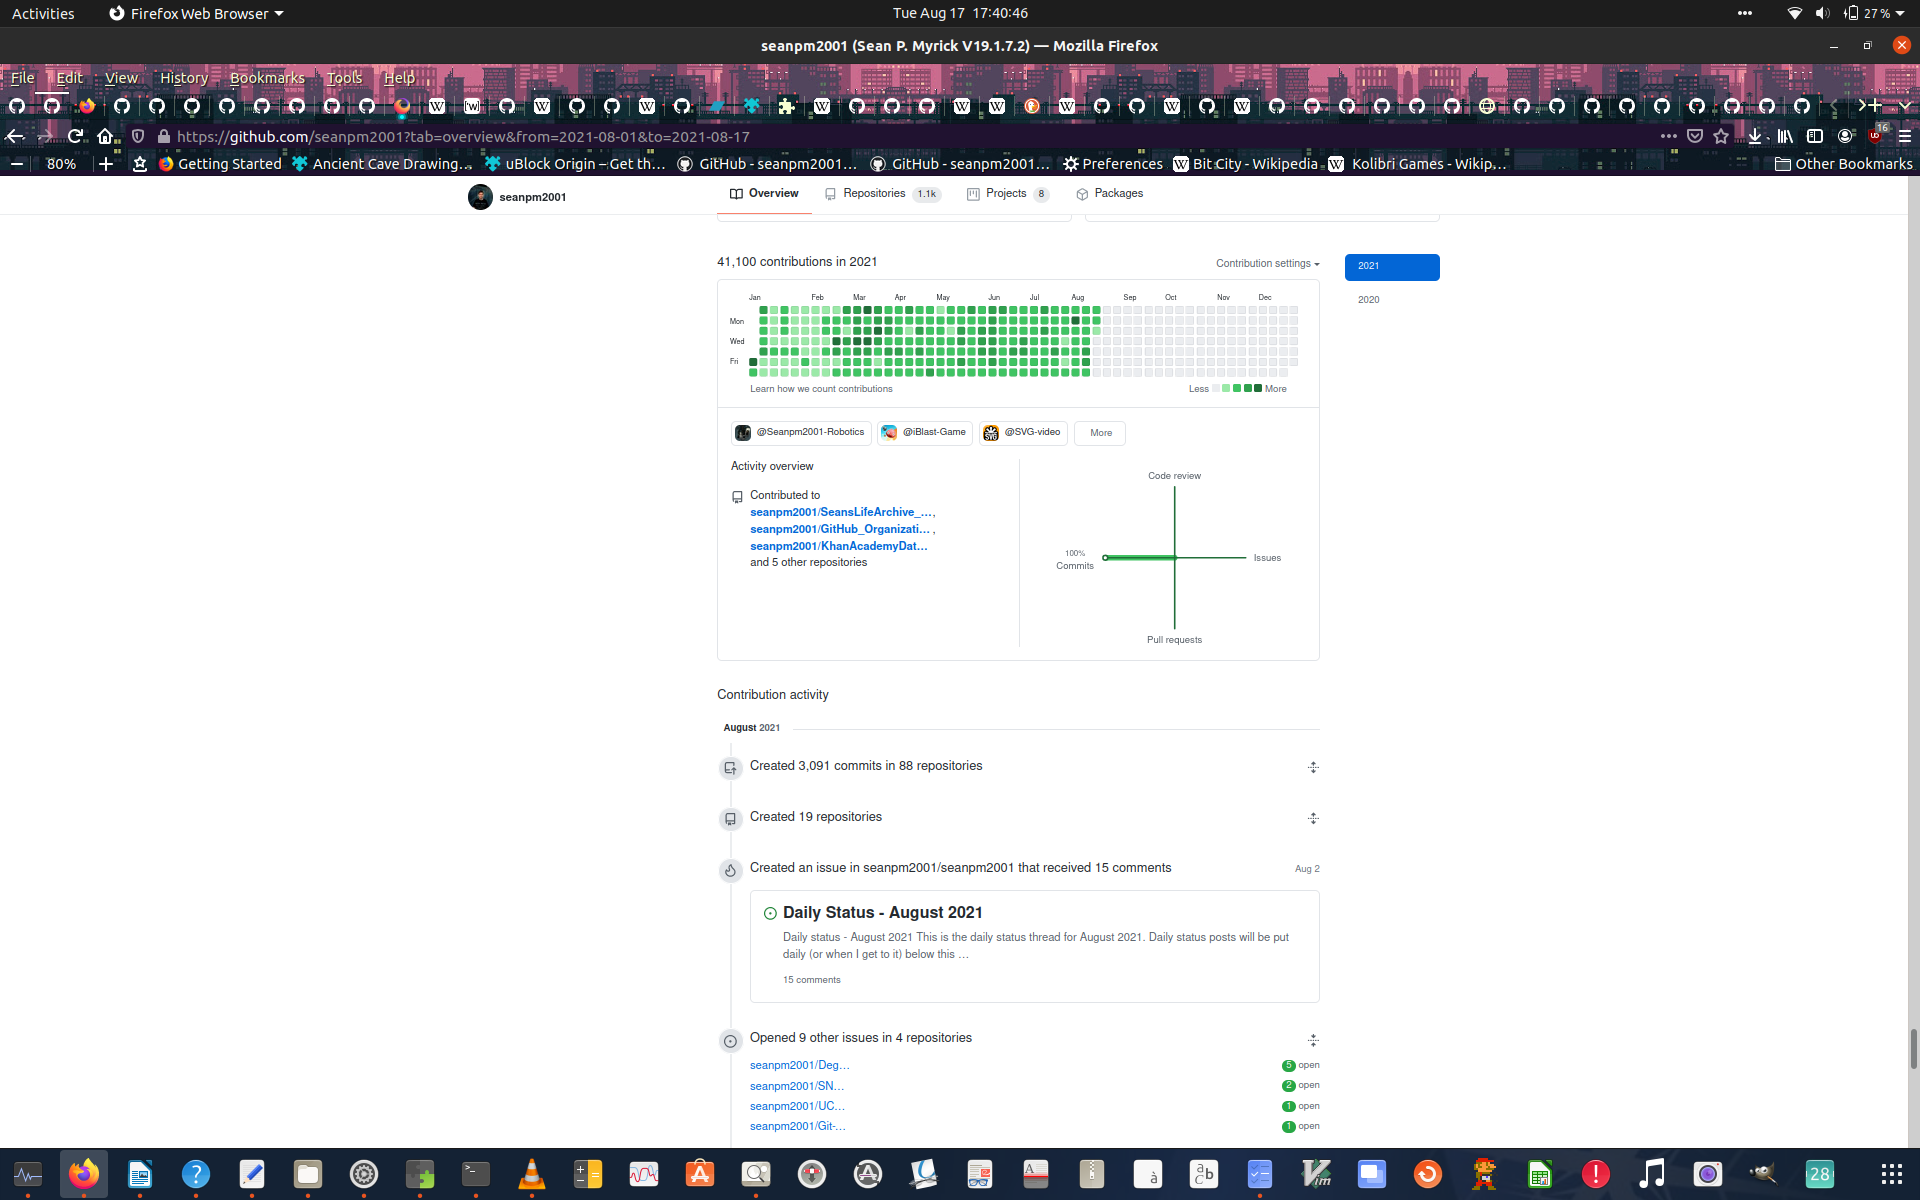 Activities
Firefox Web Browser
Tue Aug 17 17:40:46
27 %
seanpm2001 (Sean P. Myrick V19.1.7.2) — Mozilla Firefox
File Edit View History Bookmarks Tools Help
https://github.com/seanpm2001?tab=overview&from=2021-08-01&to=2021-08-17
16
80%
Getting Started
Ancient Cave Drawing…
uBlock Origin – Get th…
GitHub - seanpm2001…
GitHub - seanpm2001…
Preferences
Bit City - Wikipedia
Kolibri Games - Wikip…
Other Bookmarks
seanpm2001
Overview
Repositories 1.1k
Projects 8
Packages
41,100 contributions in 2021
Contribution settings
2021
2020
Jan Feb Mar Apr May Jun Jul Aug Sep Oct Nov Dec
Mon
Wed
Fri
Learn how we count contributions
Less More
@Seanpm2001-Robotics
@iBlast-Game
@SVG-video
More
Activity overview
Contributed to
seanpm2001/SeansLifeArchive_…,
seanpm2001/GitHub_Organizati… ,
seanpm2001/KhanAcademyDat…
and 5 other repositories
Code review
100%
Commits
Issues
Pull requests
Contribution activity
August 2021
Created 3,091 commits in 88 repositories
Created 19 repositories
Created an issue in seanpm2001/seanpm2001 that received 15 comments
Aug 2
Daily Status - August 2021
Daily status - August 2021 This is the daily status thread for August 2021. Daily status posts will be put
daily (or when I get to it) below this …
15 comments
Opened 9 other issues in 4 repositories
seanpm2001/Deg…
5 open
seanpm2001/SN…
2 open
seanpm2001/UC…
1 open
seanpm2001/Git-…
1 open
28